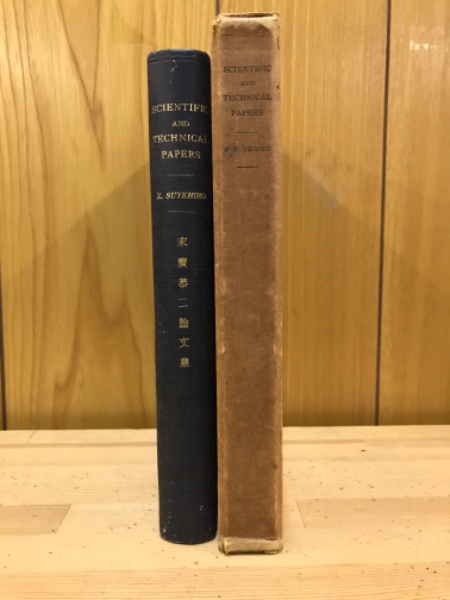 SCIENTIFIC
AND
TECHNICAL
PAPERS
K. SUYEHIRO
末廣恭二論文集
SCIENTIFIC
AND
TECHNICAL
PAPERS